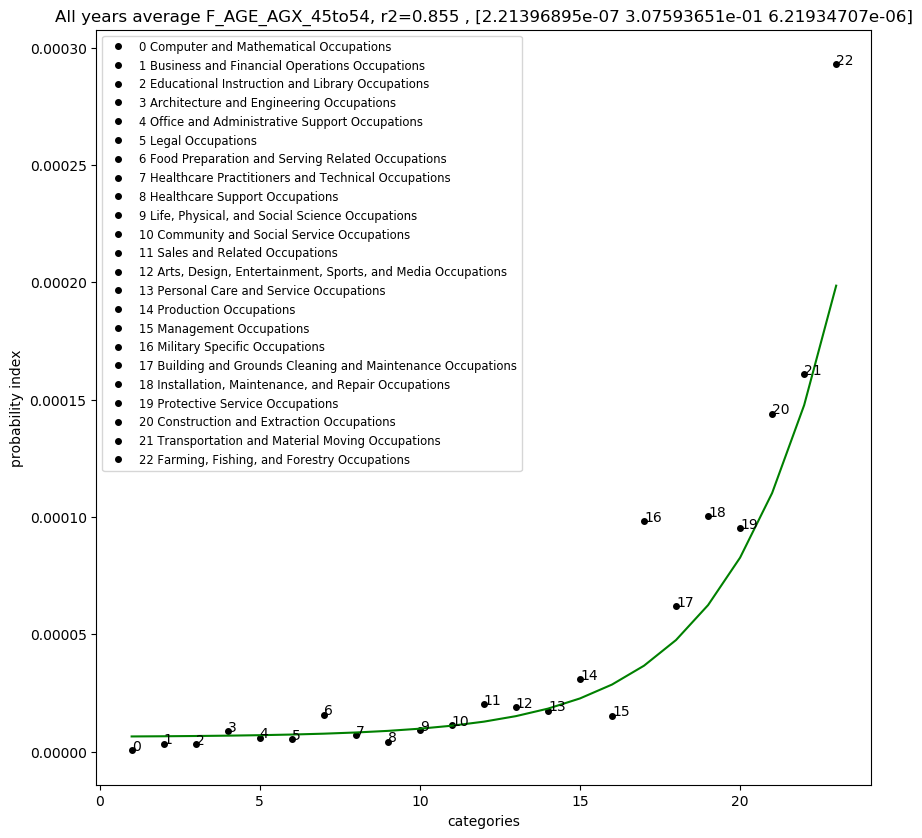 All years average F_AGE_AGX_45to54, r2=0.855 , [2.21396895e-07 3.07593651e-01 6.21934707e-06]
0 Computer and Mathematical Occupations
1 Business and Financial Operations Occupations
2 Educational Instruction and Library Occupations
3 Architecture and Engineering Occupations
4 Office and Administrative Support Occupations
5 Legal Occupations
6 Food Preparation and Serving Related Occupations
7 Healthcare Practitioners and Technical Occupations
8 Healthcare Support Occupations
9 Life, Physical, and Social Science Occupations
10 Community and Social Service Occupations
11 Sales and Related Occupations
12 Arts, Design, Entertainment, Sports, and Media Occupations
13 Personal Care and Service Occupations
14 Production Occupations
15 Management Occupations
16 Military Specific Occupations
17 Building and Grounds Cleaning and Maintenance Occupations
18 Installation, Maintenance, and Repair Occupations
19 Protective Service Occupations
20 Construction and Extraction Occupations
21 Transportation and Material Moving Occupations
22 Farming, Fishing, and Forestry Occupations
0.00030
0.00025
0.00020
0.00015
0.00010
0.00005
0.00000
probability index
0
1
2
3
4
5
6
7
8
9
10
11
12
13
14
15
16
17
18
19
20
21
22
0
5
10
15
20
categories